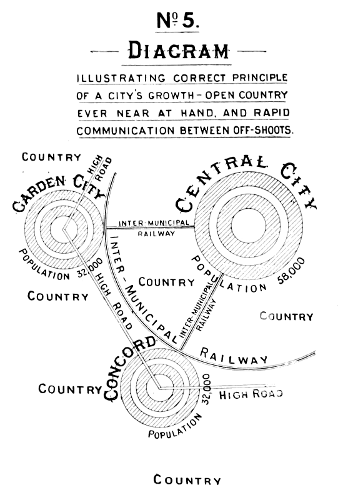 Nº 5.
DIAGRAM
ILLUSTRATING CORRECT PRINCIPLE
OF A CITY'S GROWTH - OPEN COUNTRY
EVER NEAR AT HAND, AND RAPID
COMMUNICATION BETWEEN OFF-SHOOTS.
COUNTRY
HIGH ROAD
GARDEN CITY
POPULATION 32,000
CENTRAL CITY
POPULATION 58,000
INTER-MUNICIPAL
RAILWAY
INTER-MUNICIPAL RAILWAY
COUNTRY
INTER-MUNICIPAL
RAILWAY
COUNTRY
HIGH ROAD
COUNTRY
CONCORD
COUNTRY
POPULATION 32,000
HIGH ROAD
COUNTRY